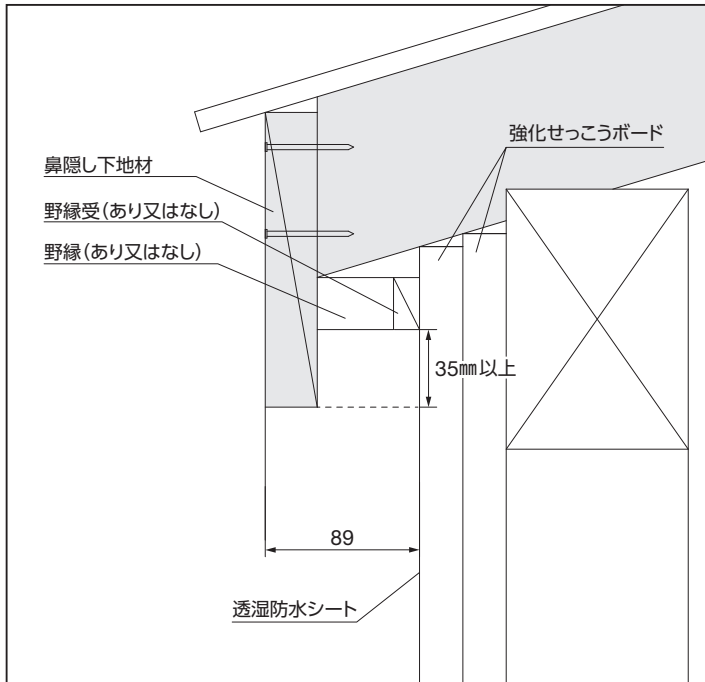 強化せっこうボード
鼻隠し下地材
野縁受(あり又はなし)
野縁(あり又はなし)
35㎜以上
89
透湿防水シート